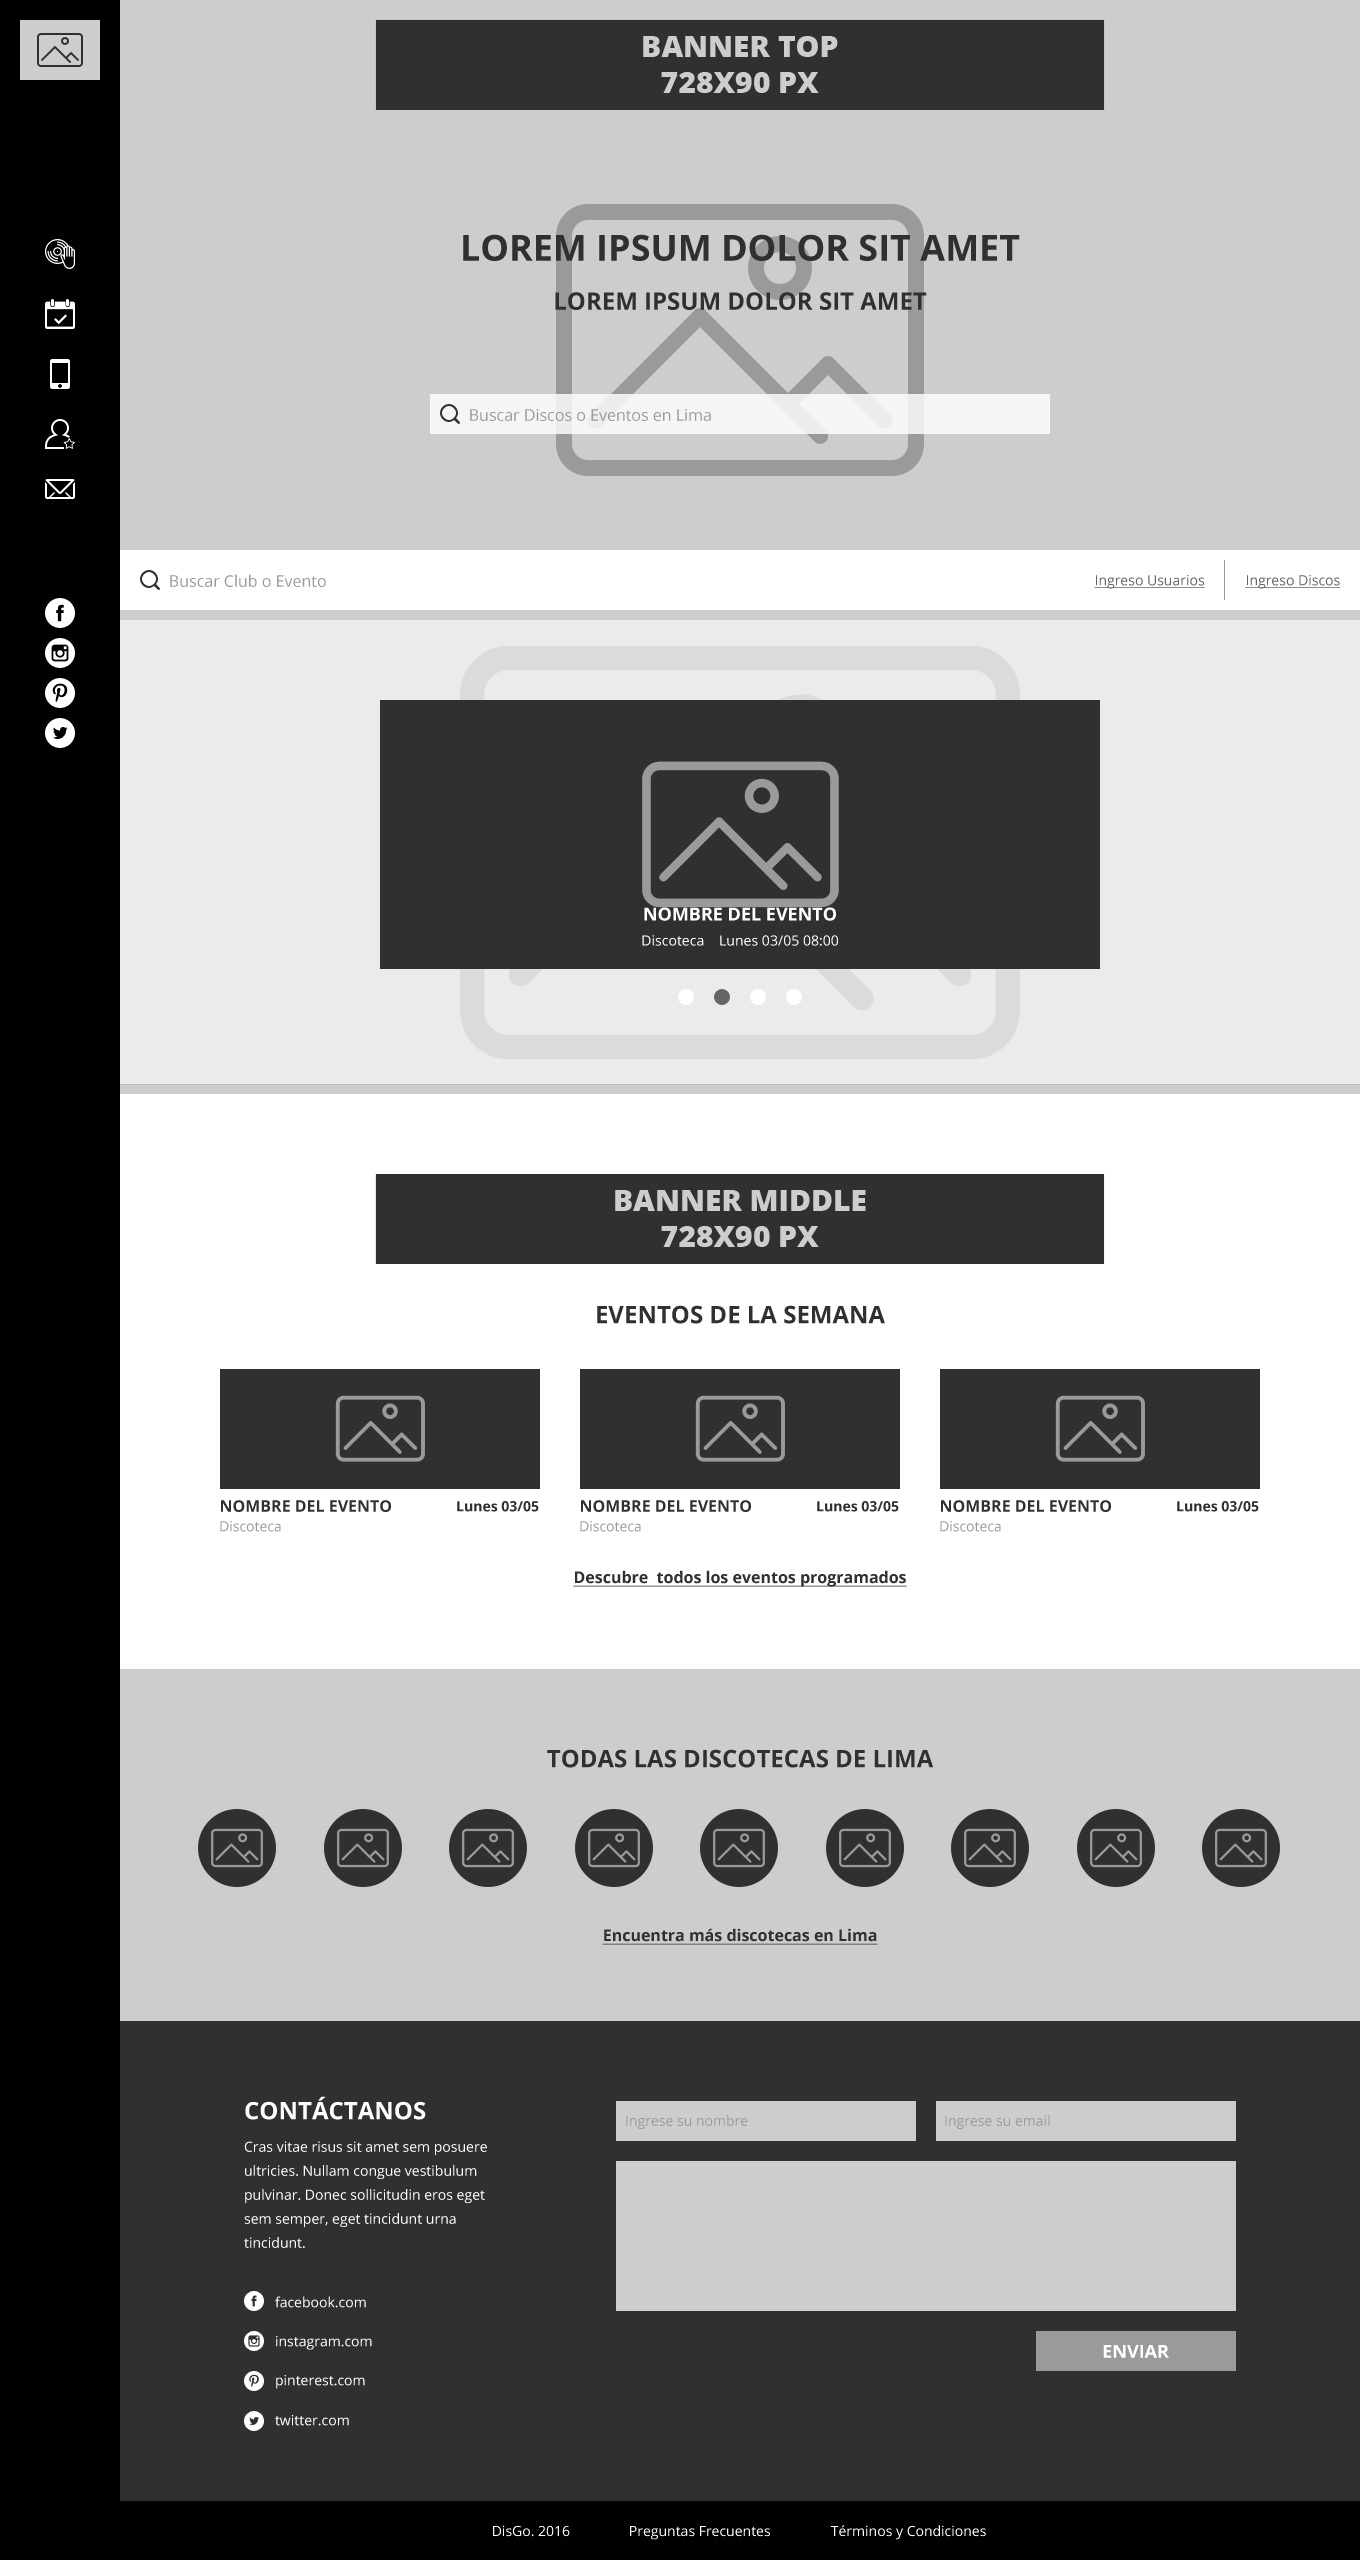 BANNER TOP
728X90 PX
LOREM IPSUM DOLOR SIT AMET
LOREM IPSUM DOLOR SIT AMET
Buscar Discos o Eventos en Lima
Buscar Club o Evento
Ingreso Usuarios
Ingreso Discos
NOMBRE DEL EVENTO
Discoteca Lunes 03/05 08:00
BANNER MIDDLE
728X90 PX
EVENTOS DE LA SEMANA
NOMBRE DEL EVENTO Lunes 03/05
Discoteca
NOMBRE DEL EVENTO Lunes 03/05
Discoteca
NOMBRE DEL EVENTO Lunes 03/05
Discoteca
Descubre todos los eventos programados
TODAS LAS DISCOTECAS DE LIMA
Encuentra más discotecas en Lima
CONTÁCTANOS
Cras vitae risus sit amet sem posuere
ultricies. Nullam congue vestibulum
pulvinar. Donec sollicitudin eros eget
sem semper, eget tincidunt urna
tincidunt.
facebook.com
instagram.com
pinterest.com
twitter.com
Ingrese su nombre
Ingrese su email
ENVIAR
DisGo. 2016
Preguntas Frecuentes
Términos y Condiciones